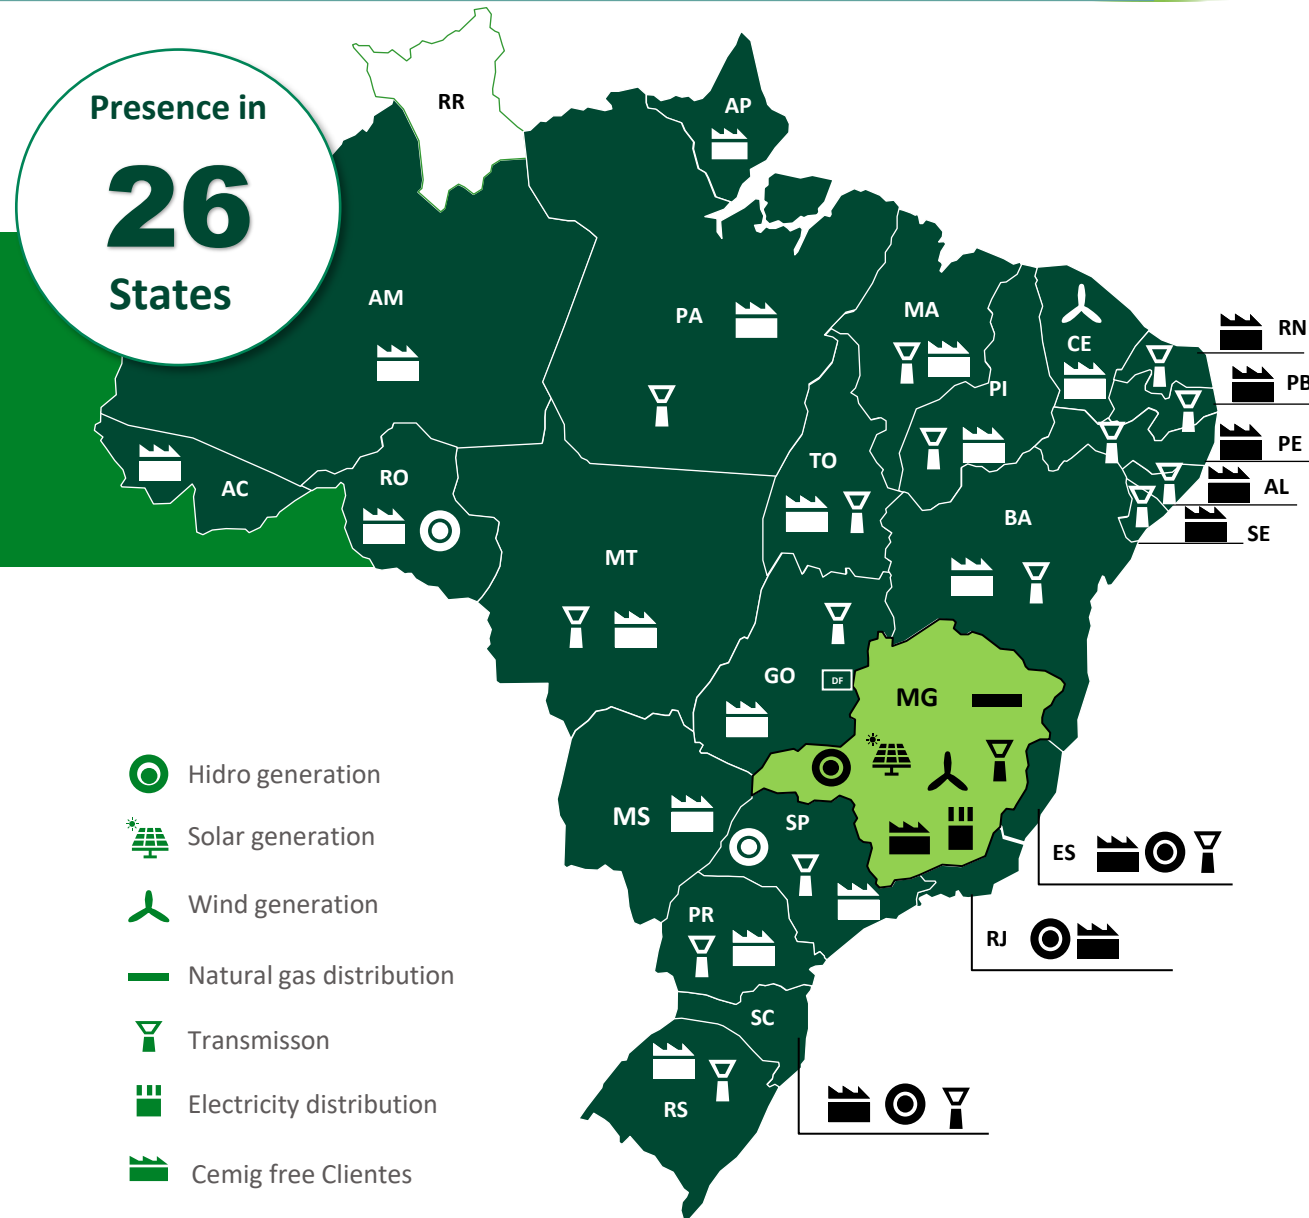 Presence in
26
States
RR
AP
AM
PA
MA
CE
RN
PB
PI
PE
TO
AL
AC
RO
BA
SE
MT
GO
DF
MG
MS
SP
ES
PR
RJ
SC
RS
Hidro generation
Solar generation
Wind generation
Natural gas distribution
Transmisson
Electricity distribution
Cemig free Clientes